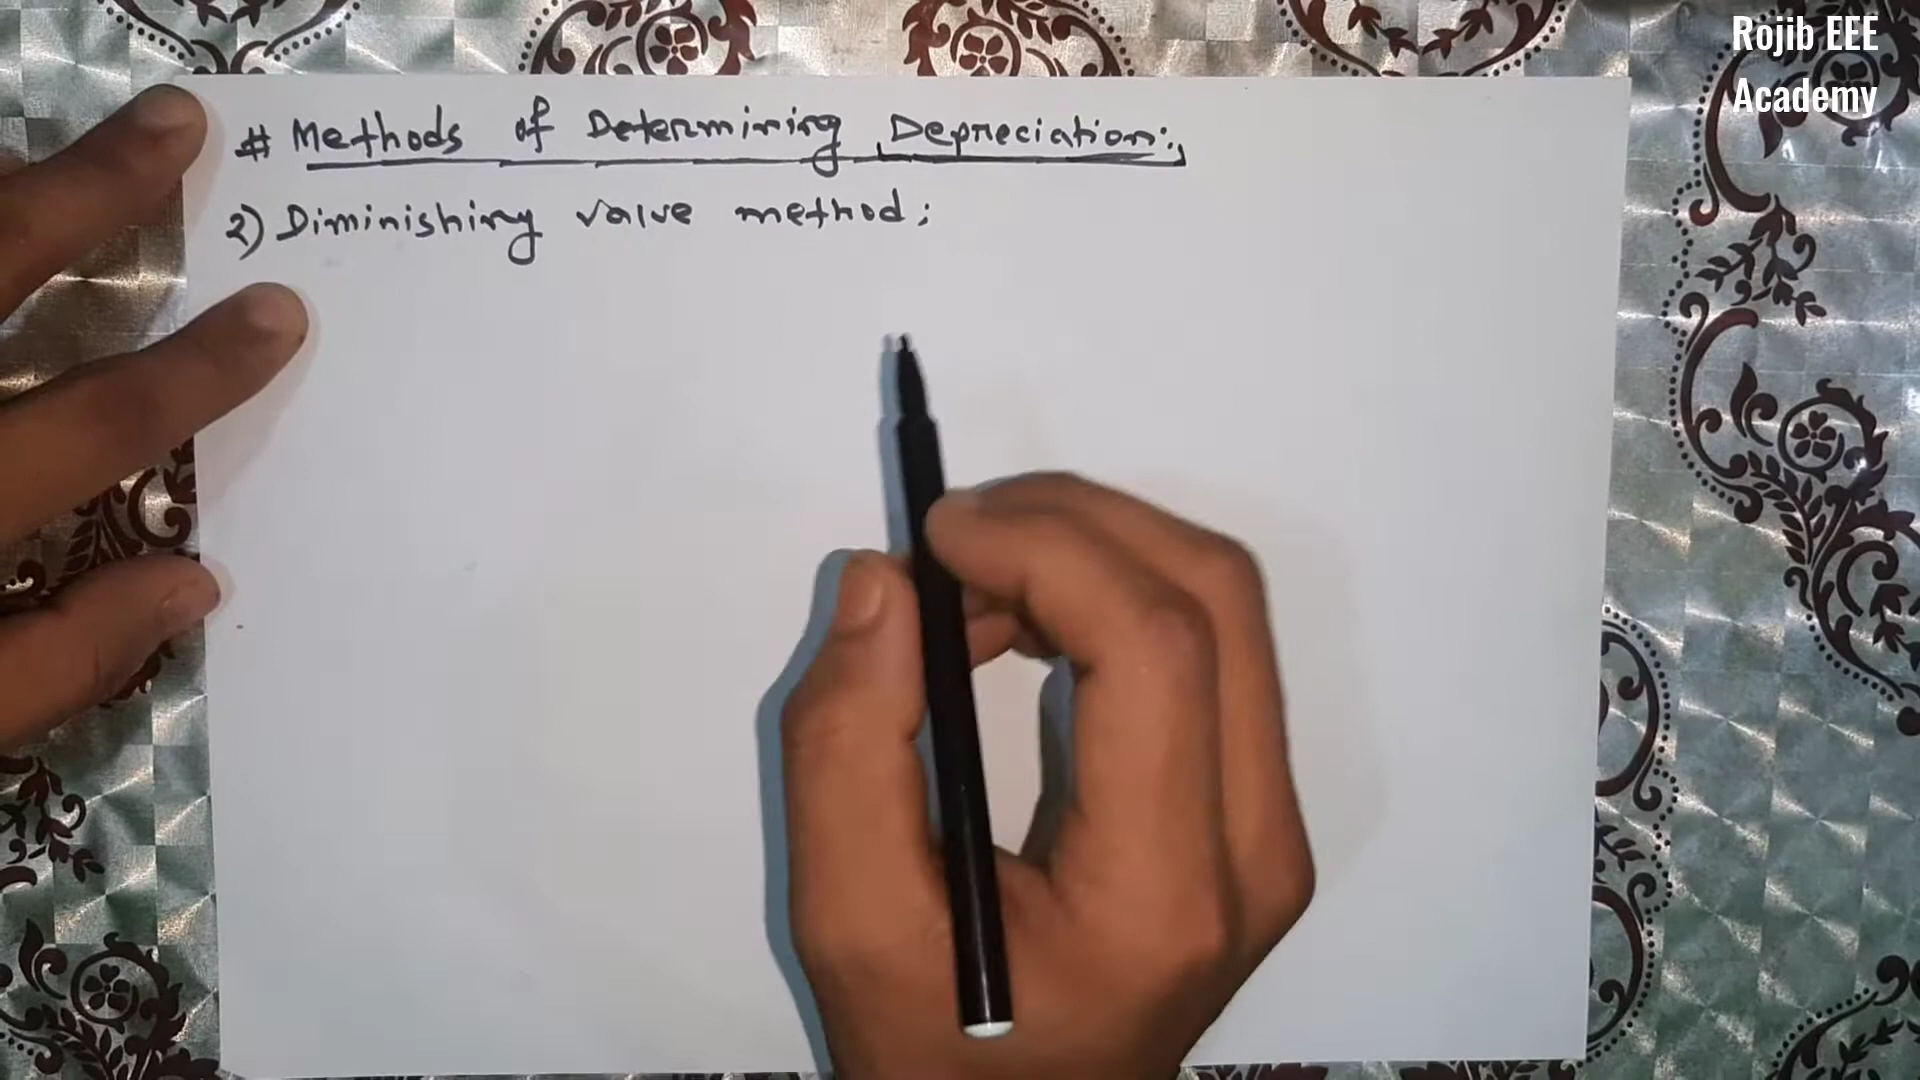 # Methods of Determining Depreciation:
2) Diminishing value method:
Rojib EEE
Academy